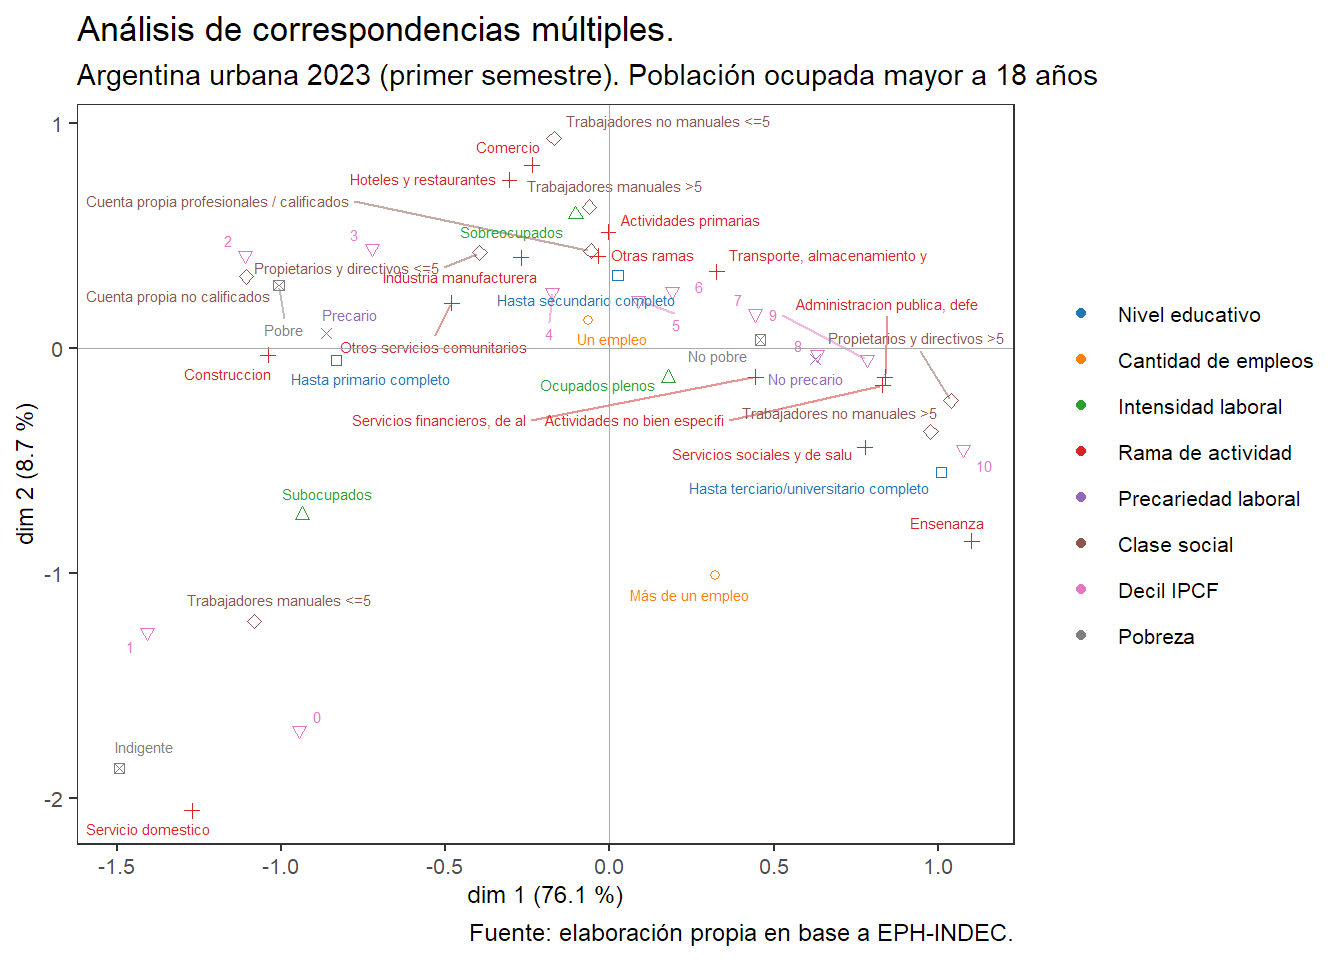 Análisis de correspondencias múltiples.
Argentina urbana 2023 (primer semestre). Población ocupada mayor a 18 años
1
0
-1
-2
dim 2 (8.7 %)
Trabajadores no manuales <=5
Comercio
Hoteles y restaurantes
Trabajadores manuales >5
Cuenta propia profesionales / calificados
Actividades primarias
Sobreocupados
2
3
Otras ramas
Transporte, almacenamiento y
Propietarios y directivos <=5
Industria manufacturera
6
Cuenta propia no calificados
Hasta secundario completo
7
Administracion publica, defe
Precario
9
Pobre
4
5
Un empleo
Propietarios y directivos >5
Otros servicios comunitarios
8
No pobre
Construccion
Hasta primario completo
Ocupados plenos
No precario
Servicios financieros, de al
Actividades no bien especifi
Trabajadores no manuales >5
Servicios sociales y de salu
10
Hasta terciario/universitario completo
Subocupados
Ensenanza
Más de un empleo
Trabajadores manuales <=5
1
0
Indigente
Servicio domestico
-1.5
-1.0
-0.5
0.0
0.5
1.0
dim 1 (76.1 %)
Nivel educativo
Cantidad de empleos
Intensidad laboral
Rama de actividad
Precariedad laboral
Clase social
Decil IPCF
Pobreza
Fuente: elaboración propia en base a EPH-INDEC.